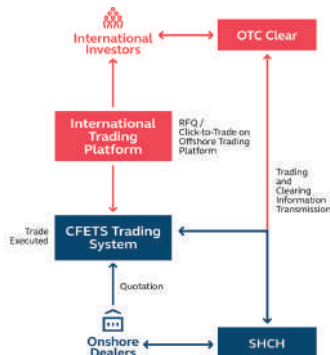 International
Investors
OTC Clear
International
Trading
Platform
RFQ /
Click-to-Trade on
Offshore Trading
Platform
Trading
and
Clearing
Information
Transmission
Trade
Executed
CFETS Trading
System
Quotation
Onshore
Dealers
SHCH